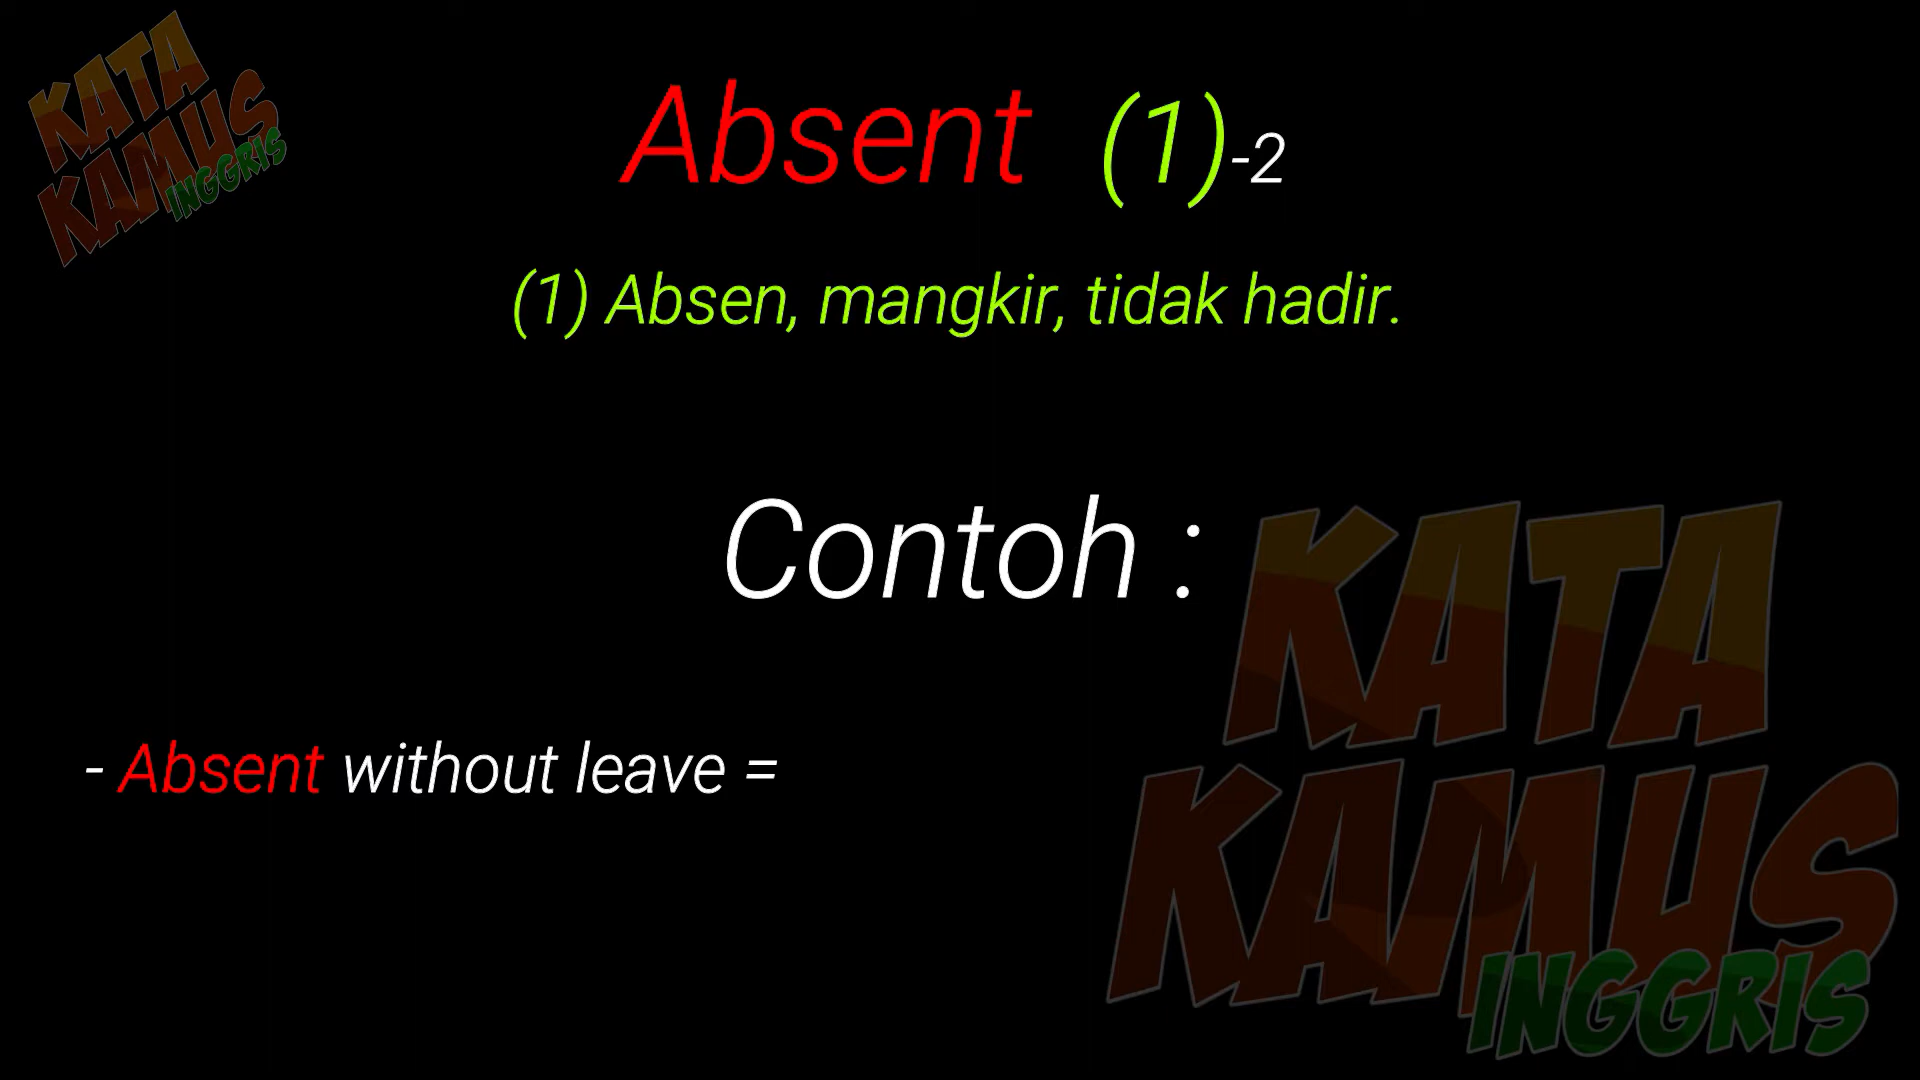 KATA
KAMUS
INGGRIS
Absent (1)-2
(1) Absen, mangkir, tidak hadir.
Contoh :
- Absent without leave =
KATA
KAMUS
INGGRIS